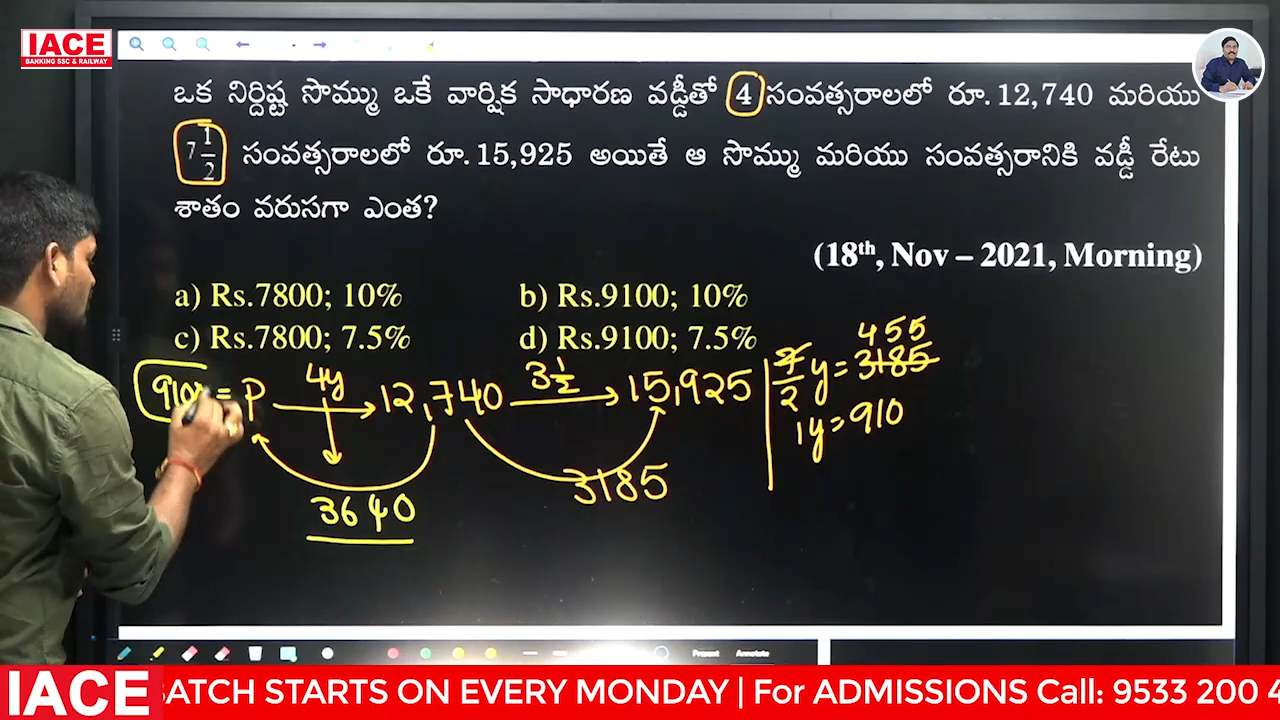 IACE
BANKING SSC & RAILWAY
ఒక నిర్దిష్ట సొమ్ము ఒకే వార్షిక సాధారణ వడ్డీతో 4 సంవత్సరాలలో రూ. 12,740 మరియు
7 1/2 సంవత్సరాలలో రూ. 15,925 అయితే ఆ సొమ్ము మరియు సంవత్సరానికి వడ్డీ రేటు
శాతం వరుసగా ఎంత?
(18th, Nov – 2021, Morning)
a) Rs.7800; 10% b) Rs.9100; 10%
c) Rs.7800; 7.5% d) Rs.9100; 7.5%
= P 4y 12,740 3 1/2 15,925
3640
3185
455
7/2 y = 3185
1y = 910
Present Annotate
IACE BATCH STARTS ON EVERY MONDAY | For ADMISSIONS Call: 9533 200 4